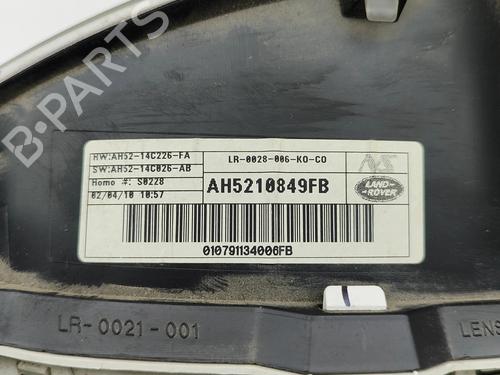 B-PARTS
HW:AH52-14C226-FA
SW:AH52-14C026-AB
Homo #: S0228
02/04/10 10:57
LR-0028-006-KO-CO
AH5210849FB
LAND-
ROVER
010791134006FB
LR-0021-001
LENS